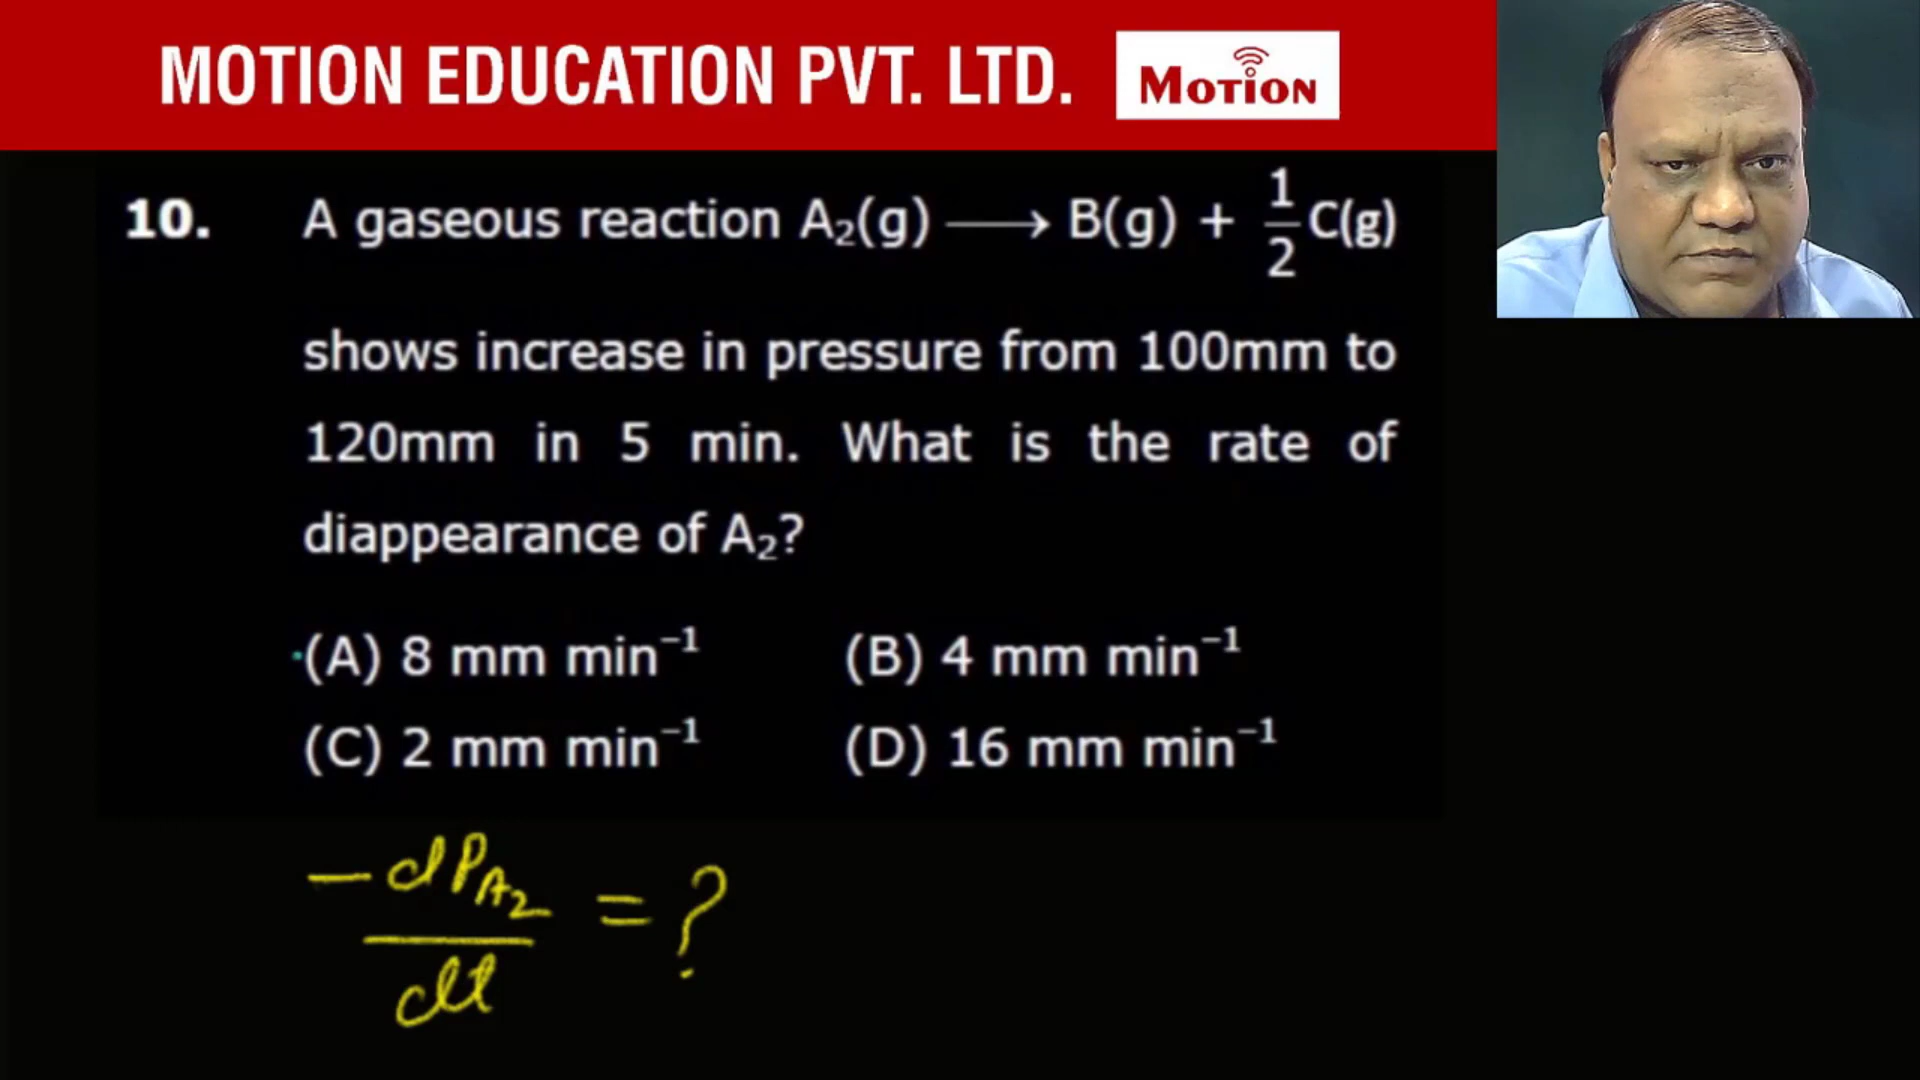 MOTION EDUCATION PVT. LTD. MOTION
10. A gaseous reaction A₂(g) ⟶ B(g) + 1/2 C(g)
shows increase in pressure from 100mm to
120mm in 5 min. What is the rate of
diappearance of A₂?
(A) 8 mm min⁻¹ (B) 4 mm min⁻¹
(C) 2 mm min⁻¹ (D) 16 mm min⁻¹
-dP_A₂/dt = ?